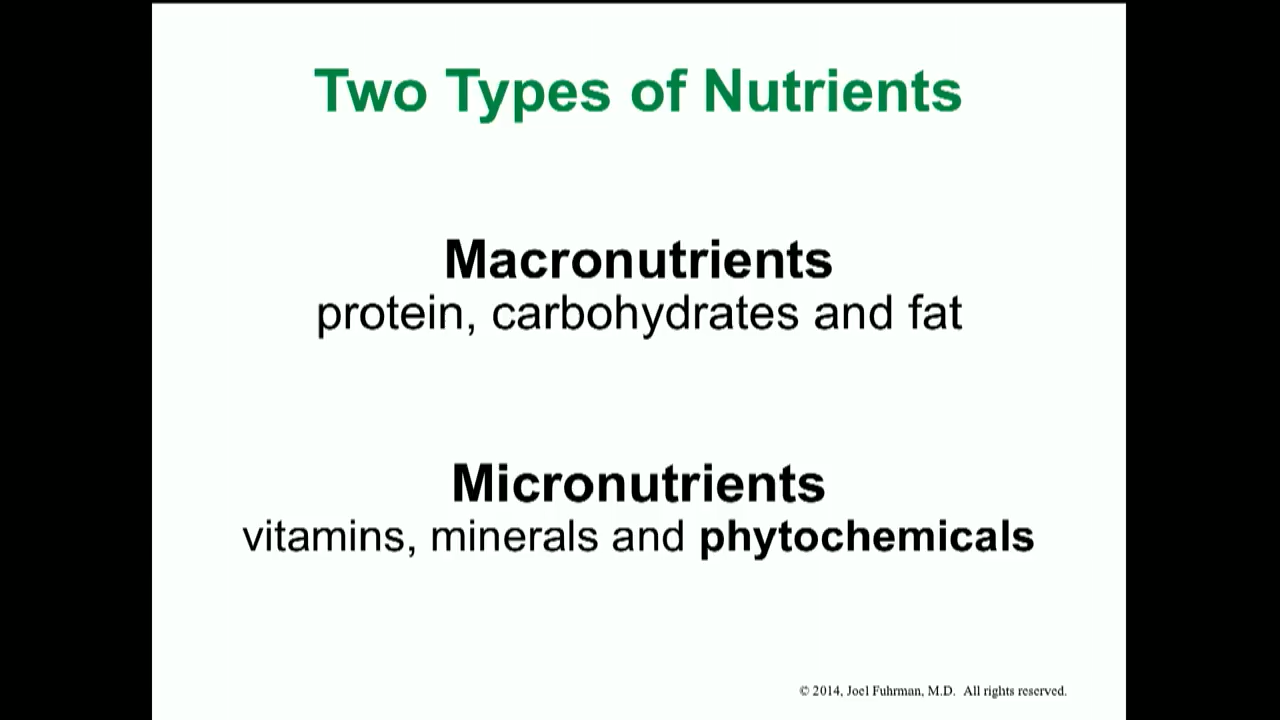 Two Types of Nutrients
Macronutrients
protein, carbohydrates and fat
Micronutrients
vitamins, minerals and phytochemicals
© 2014, Joel Fuhrman, M.D. All rights reserved.